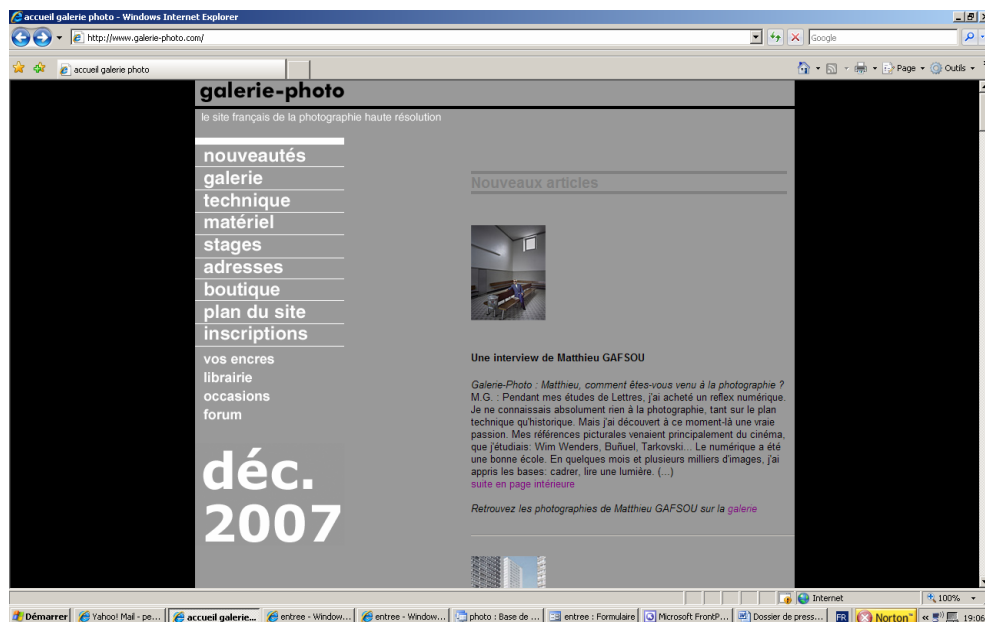 accueil galerie photo - Windows Internet Explorer
http://www.galerie-photo.com/
Google
accueil galerie photo
Page
Outils
galerie-photo
le site français de la photographie haute résolution
nouveautés
galerie
technique
matériel
stages
adresses
boutique
plan du site
inscriptions
vos encres
librairie
occasions
forum
déc.
2007
Nouveaux articles
Une interview de Matthieu GAFSOU
Galerie-Photo : Matthieu, comment êtes-vous venu à la photographie ?
M.G. : Pendant mes études de Lettres, j'ai acheté un reflex numérique.
Je ne connaissais absolument rien à la photographie, tant sur le plan
technique qu'historique. Mais j'ai découvert à ce moment-là une vraie
passion. Mes références picturales venaient principalement du cinéma,
que j'étudiais: Wim Wenders, Buñuel, Tarkovski... Le numérique a été
une bonne école. En quelques mois et plusieurs milliers d'images, j'ai
appris les bases: cadrer, lire une lumière. (...)
suite en page intérieure
Retrouvez les photographies de Matthieu GAFSOU sur la galerie
Internet
100%
Démarrer
Yahoo! Mail - pe...
accueil galerie...
entree - Window...
entree - Window...
photo : Base de ...
entree : Formulaire
Microsoft FrontP...
Dossier de press...
FR
Norton™
19:06